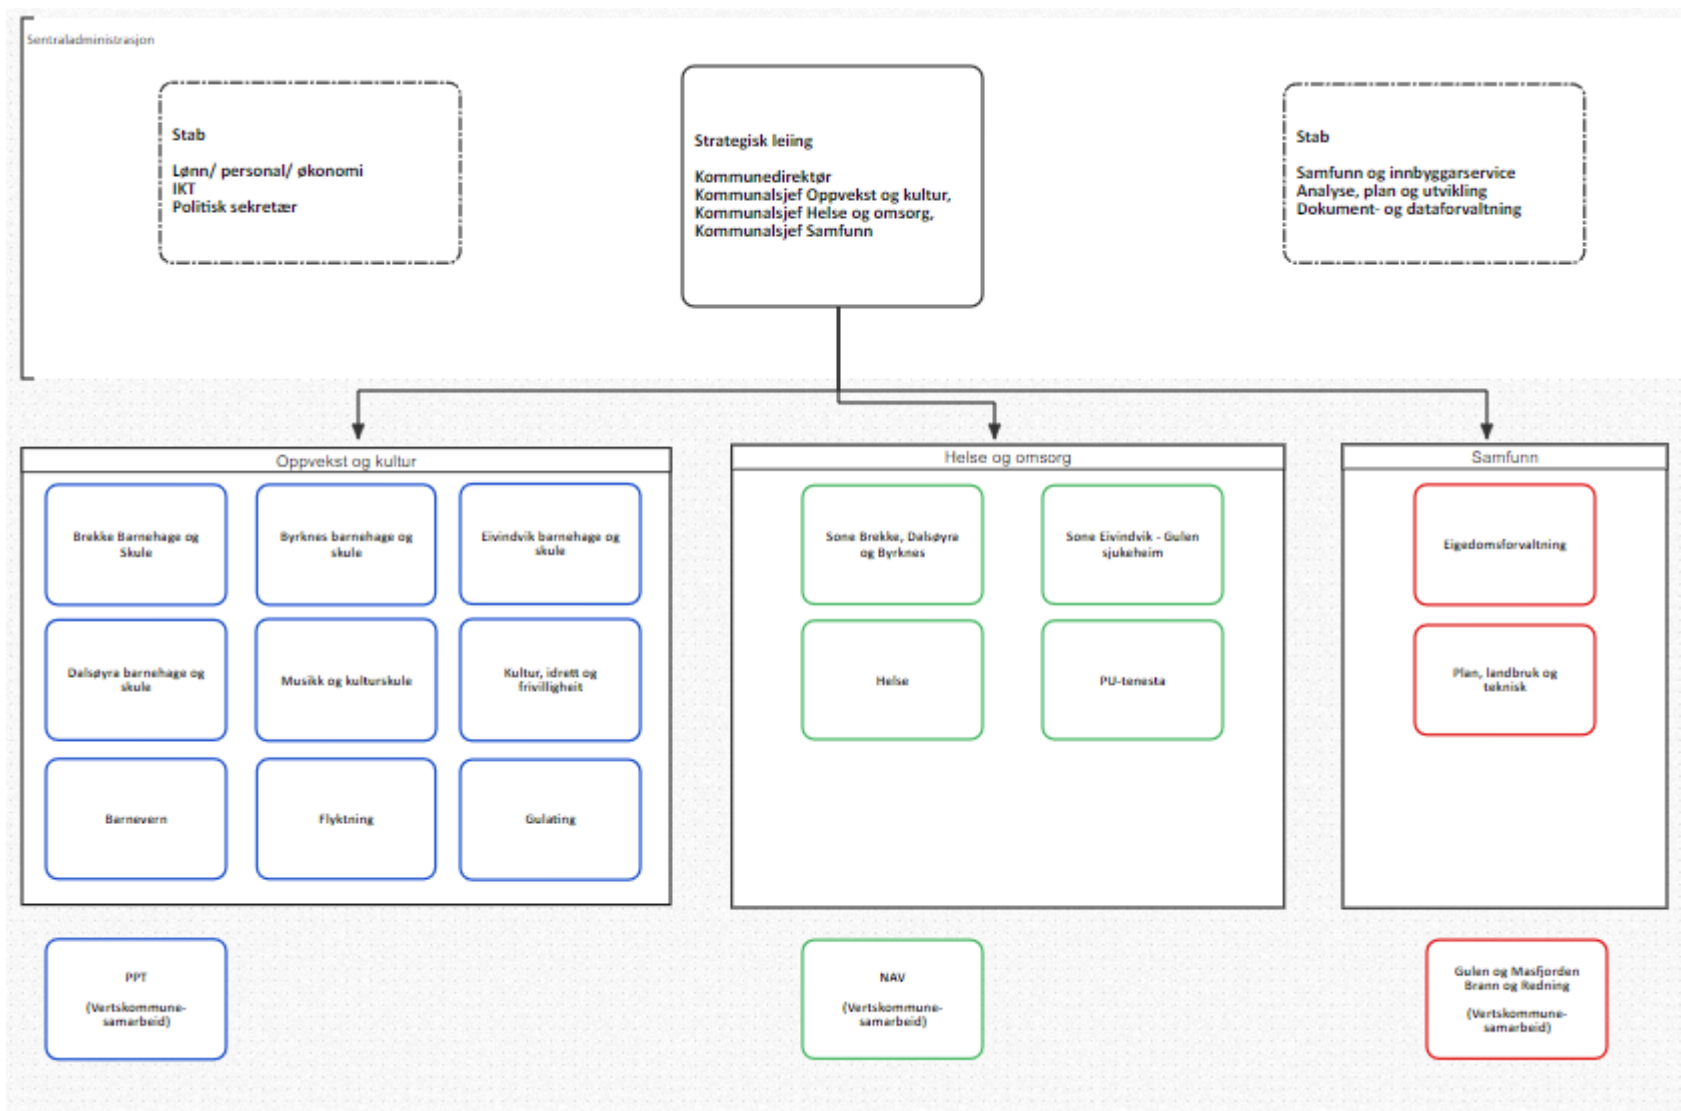 Sentraladministrasjon
Stab
Lønn/ personal/ økonomi
IKT
Politisk sekretær
Strategisk leiing
Kommunedirektør
Kommunalsjef Oppvekst og kultur,
Kommunalsjef Helse og omsorg,
Kommunalsjef Samfunn
Stab
Samfunn og innbyggarservice
Analyse, plan og utvikling
Dokument- og dataforvaltning
Oppvekst og kultur
Brekke Barnehage og
Skule
Byrknes barnehage og
skule
Eivindvik barnehage og
skule
Dalsøyra barnehage og
skule
Musikk og kulturskule
Kultur, idrett og
frivilligheit
Barnevern
Flyktning
Gulating
PPT
(Vertskommune-
samarbeid)
Helse og omsorg
Sone Brekke, Dalsøyra
og Byrknes
Sone Eivindvik - Gulen
sjukeheim
Helse
PU-tenesta
NAV
(Vertskommune-
samarbeid)
Samfunn
Eigedomsforvaltning
Plan, landbruk og
teknisk
Gulen og Masfjorden
Brann og Redning
(Vertskommune-
samarbeid)